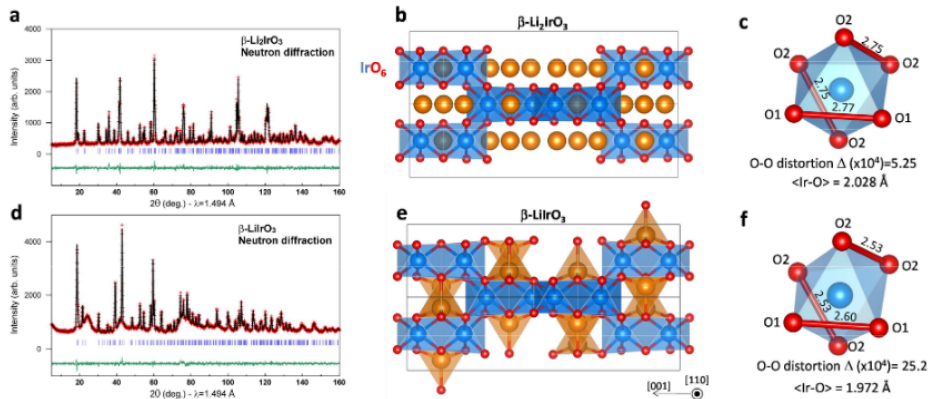 a
β-Li2IrO3
Neutron diffraction
Intensity (arb. units)
4000
3000
2000
1000
0
20 40 60 80 100 120 140 160
2Θ (deg.) - λ=1.494 Å
b
β-Li2IrO3
IrO6
c
O2
2.75
O2
O2
2.75
2.77
O1
O1
O2
O-O distortion Δ (x10⁴)=5.25
<Ir-O> = 2.028 Å
d
β-LiIrO3
Neutron diffraction
Intensity (arb. units)
4000
2000
0
20 40 60 80 100 120 140 160
2Θ (deg.) - λ=1.494 Å
e
β-LiIrO3
[001]
[110]
f
O2
2.53
O2
O2
2.53
2.60
O1
O1
O2
O-O distortion Δ (x10⁴)= 25.2
<Ir-O> = 1.972 Å